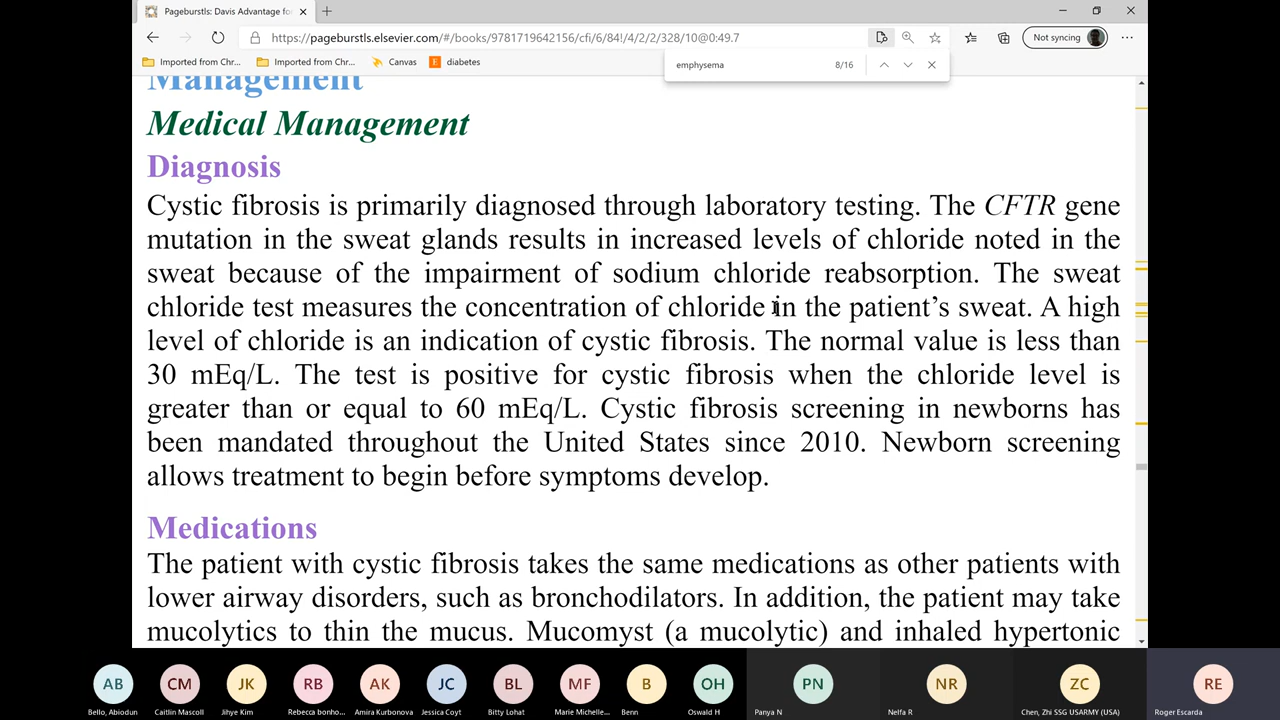 Pageburstls: Davis Advantage for
https://pageburstls.elsevier.com/#/books/9781719642156/cfi/6/84!/4/2/2/328/10@0:49.7
Not syncing
Imported from Chr...
Imported from Chr...
Canvas
diabetes
emphysema
8/16
Management
Medical Management
Diagnosis
Cystic fibrosis is primarily diagnosed through laboratory testing. The CFTR gene
mutation in the sweat glands results in increased levels of chloride noted in the
sweat because of the impairment of sodium chloride reabsorption. The sweat
chloride test measures the concentration of chloride in the patient’s sweat. A high
level of chloride is an indication of cystic fibrosis. The normal value is less than
30 mEq/L. The test is positive for cystic fibrosis when the chloride level is
greater than or equal to 60 mEq/L. Cystic fibrosis screening in newborns has
been mandated throughout the United States since 2010. Newborn screening
allows treatment to begin before symptoms develop.
Medications
The patient with cystic fibrosis takes the same medications as other patients with
lower airway disorders, such as bronchodilators. In addition, the patient may take
mucolytics to thin the mucus. Mucomyst (a mucolytic) and inhaled hypertonic
AB
CM
JK
RB
AK
JC
BL
MF
B
OH
PN
NR
ZC
RE
Bello, Abiodun
Caitlin Mascoll
Jihye Kim
Rebecca bonho...
Amira Kurbonova
Jessica Coyt
Bitty Lohat
Marie Michelle...
Benn
Oswald H
Panya N
Nelfa R
Chen, Zhi SSG USARMY (USA)
Roger Escarda